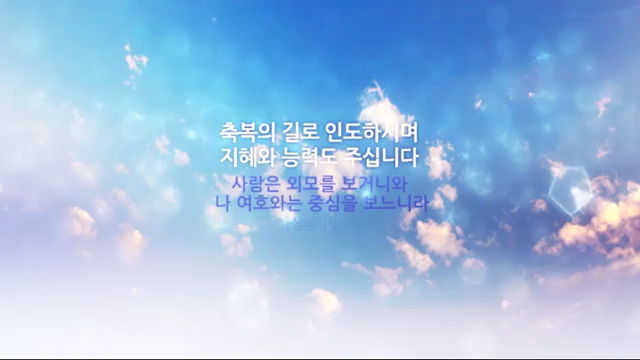 축복의 길로 인도하시며
지혜와 능력도 주십니다
사람은 외모를 보거니와
나 여호와는 중심을 보느니라